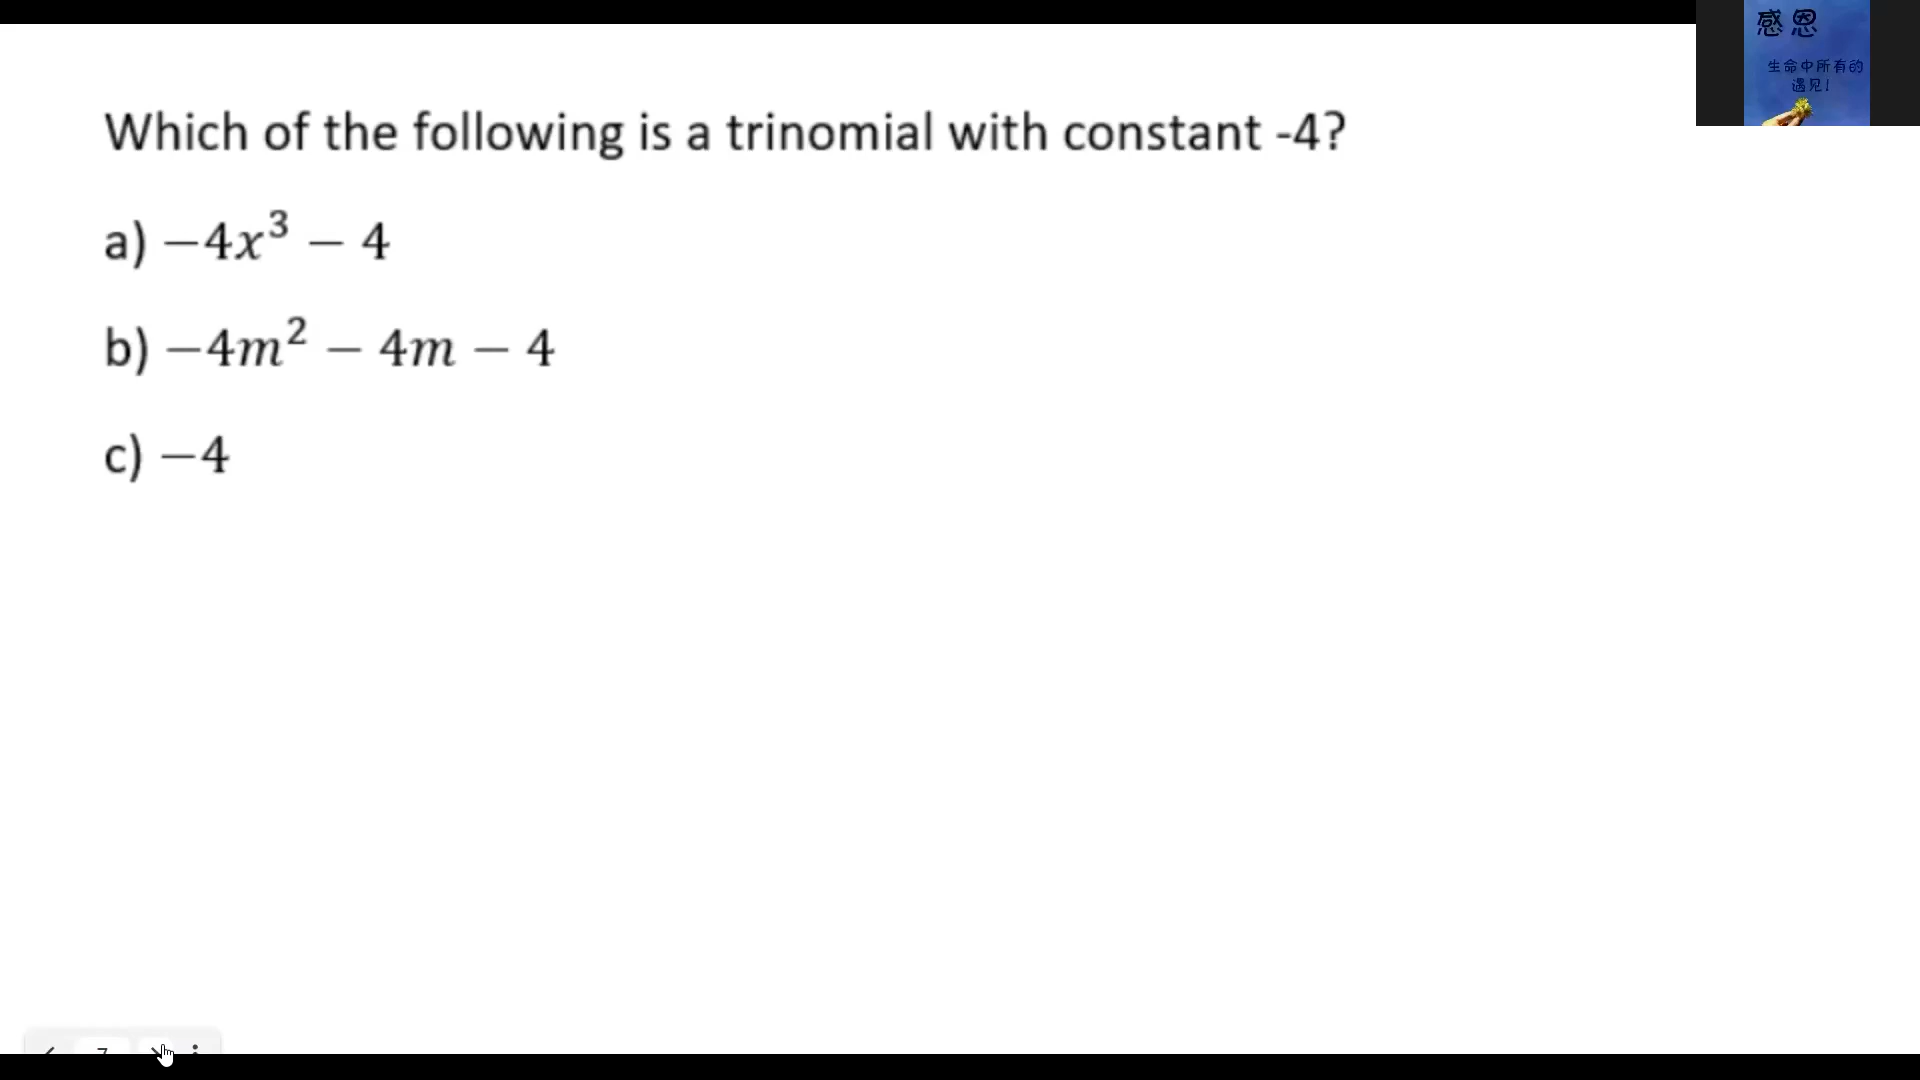 感恩
生命中所有的
遇见!
Which of the following is a trinomial with constant -4?
a) −4x³ − 4
b) −4m² − 4m − 4
c) −4
7